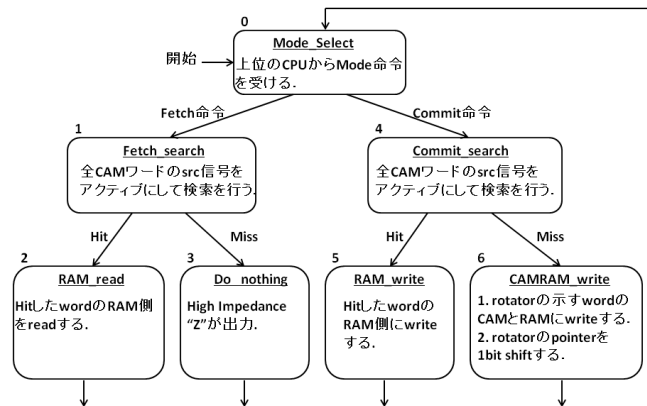 0
Mode_Select
開始
上位のCPUからMode命令
を受ける.
Fetch命令
Commit命令
1
Fetch_search
全CAMワードのsrc信号を
アクティブにして検索を行う.
4
Commit_search
全CAMワードのsrc信号を
アクティブにして検索を行う.
Hit
Miss
Hit
Miss
2
RAM_read
Hitしたwordの RAM側
をreadする.
3
Do_nothing
High Impedance
“Z”が出力.
5
RAM_write
Hitしたwordの
RAM側にwrite
する.
6
CAMRAM_write
1. rotatorの示すwordの
CAMとRAMにwriteする.
2. rotatorのpointerを
1bit shiftする.